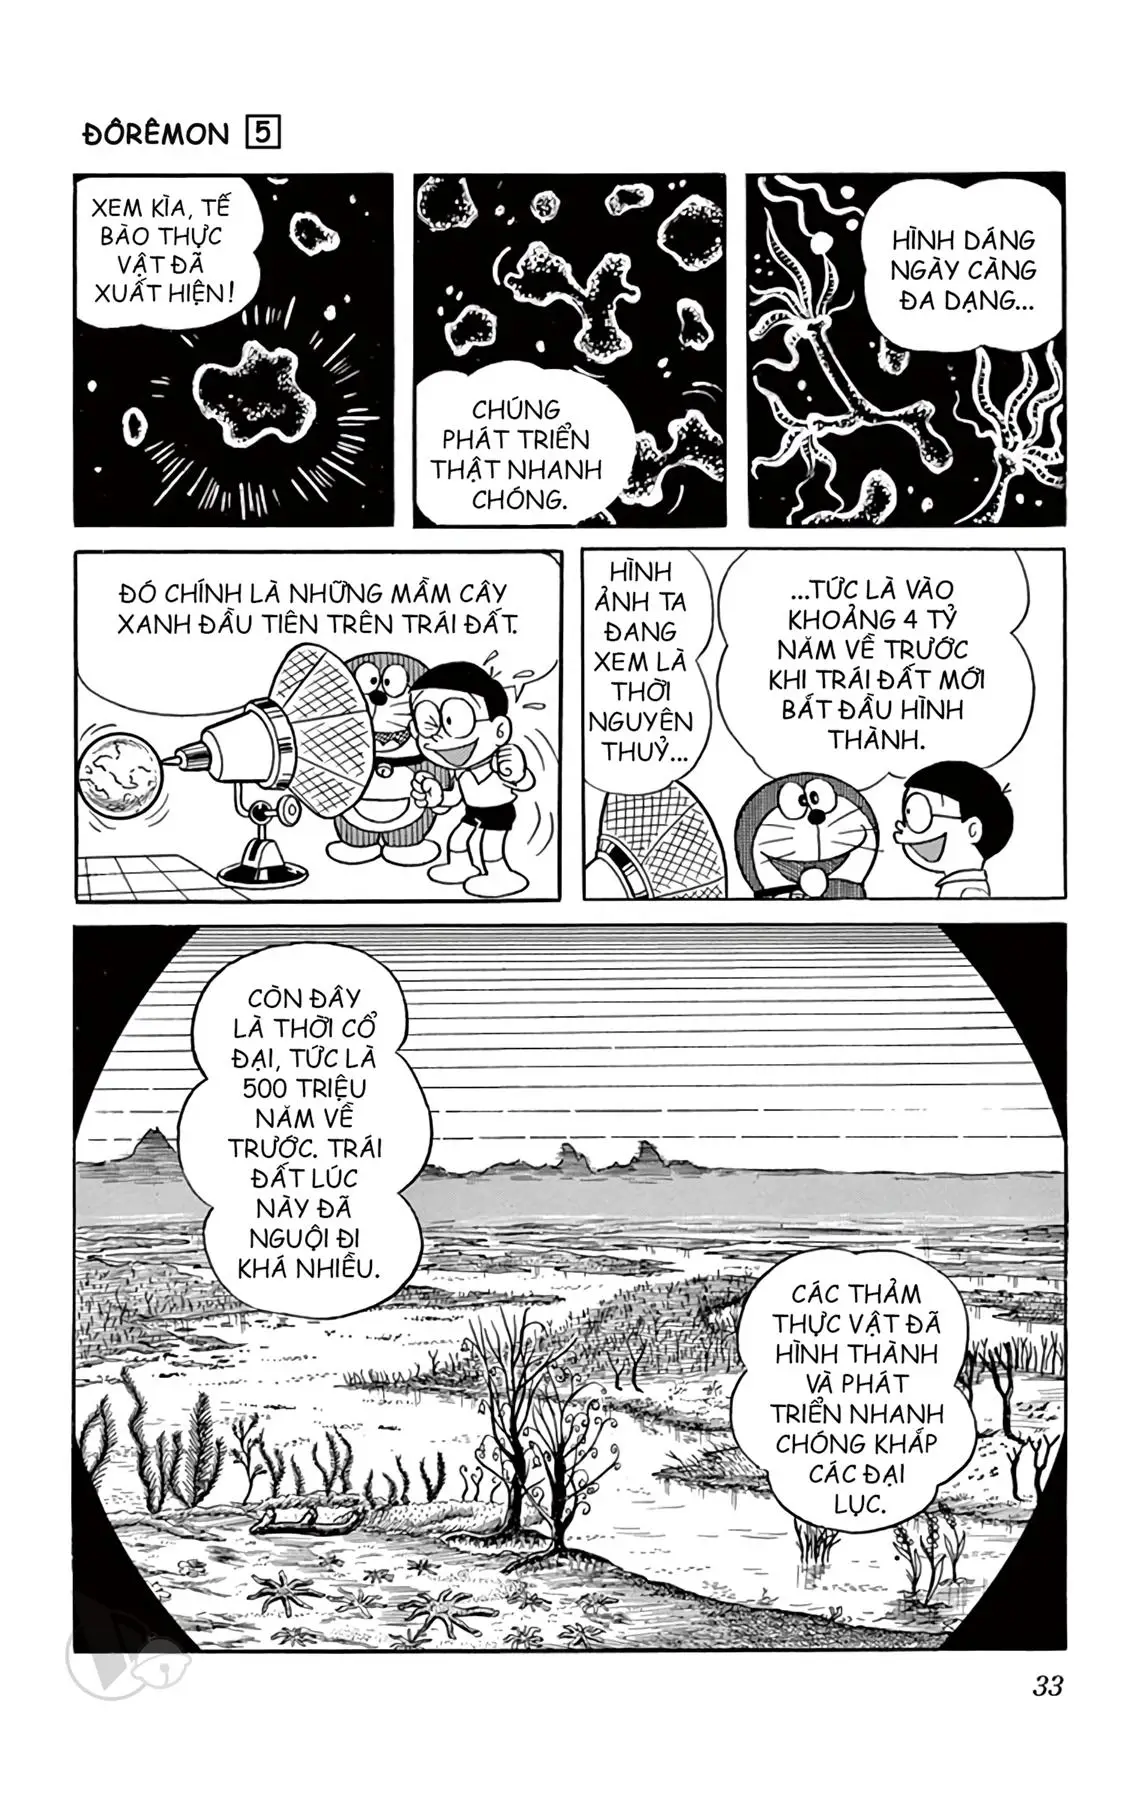 ĐÔRÊMON 5
XEM KÌA, TẾ
BÀO THỰC
VẬT ĐÃ
XUẤT HIỆN!
CHÚNG
PHÁT TRIỂN
THẬT NHANH
CHÓNG.
HÌNH DÁNG
NGÀY CÀNG
ĐA DẠNG...
ĐÓ CHÍNH LÀ NHỮNG MẦM CÂY
XANH ĐẦU TIÊN TRÊN TRÁI ĐẤT.
HÌNH
ẢNH TA
ĐANG
XEM LÀ
THỜI
NGUYÊN
THUỶ...
...TỨC LÀ VÀO
KHOẢNG 4 TỶ
NĂM VỀ TRƯỚC
KHI TRÁI ĐẤT MỚI
BẮT ĐẦU HÌNH
THÀNH.
CÒN ĐÂY
LÀ THỜI CỔ
ĐẠI, TỨC LÀ
500 TRIỆU
NĂM VỀ
TRƯỚC. TRÁI
ĐẤT LÚC
NÀY ĐÃ
NGUỘI ĐI
KHÁ NHIỀU.
CÁC THẢM
THỰC VẬT ĐÃ
HÌNH THÀNH
VÀ PHÁT
TRIỂN NHANH
CHÓNG KHẮP
CÁC ĐẠI
LỤC.
33